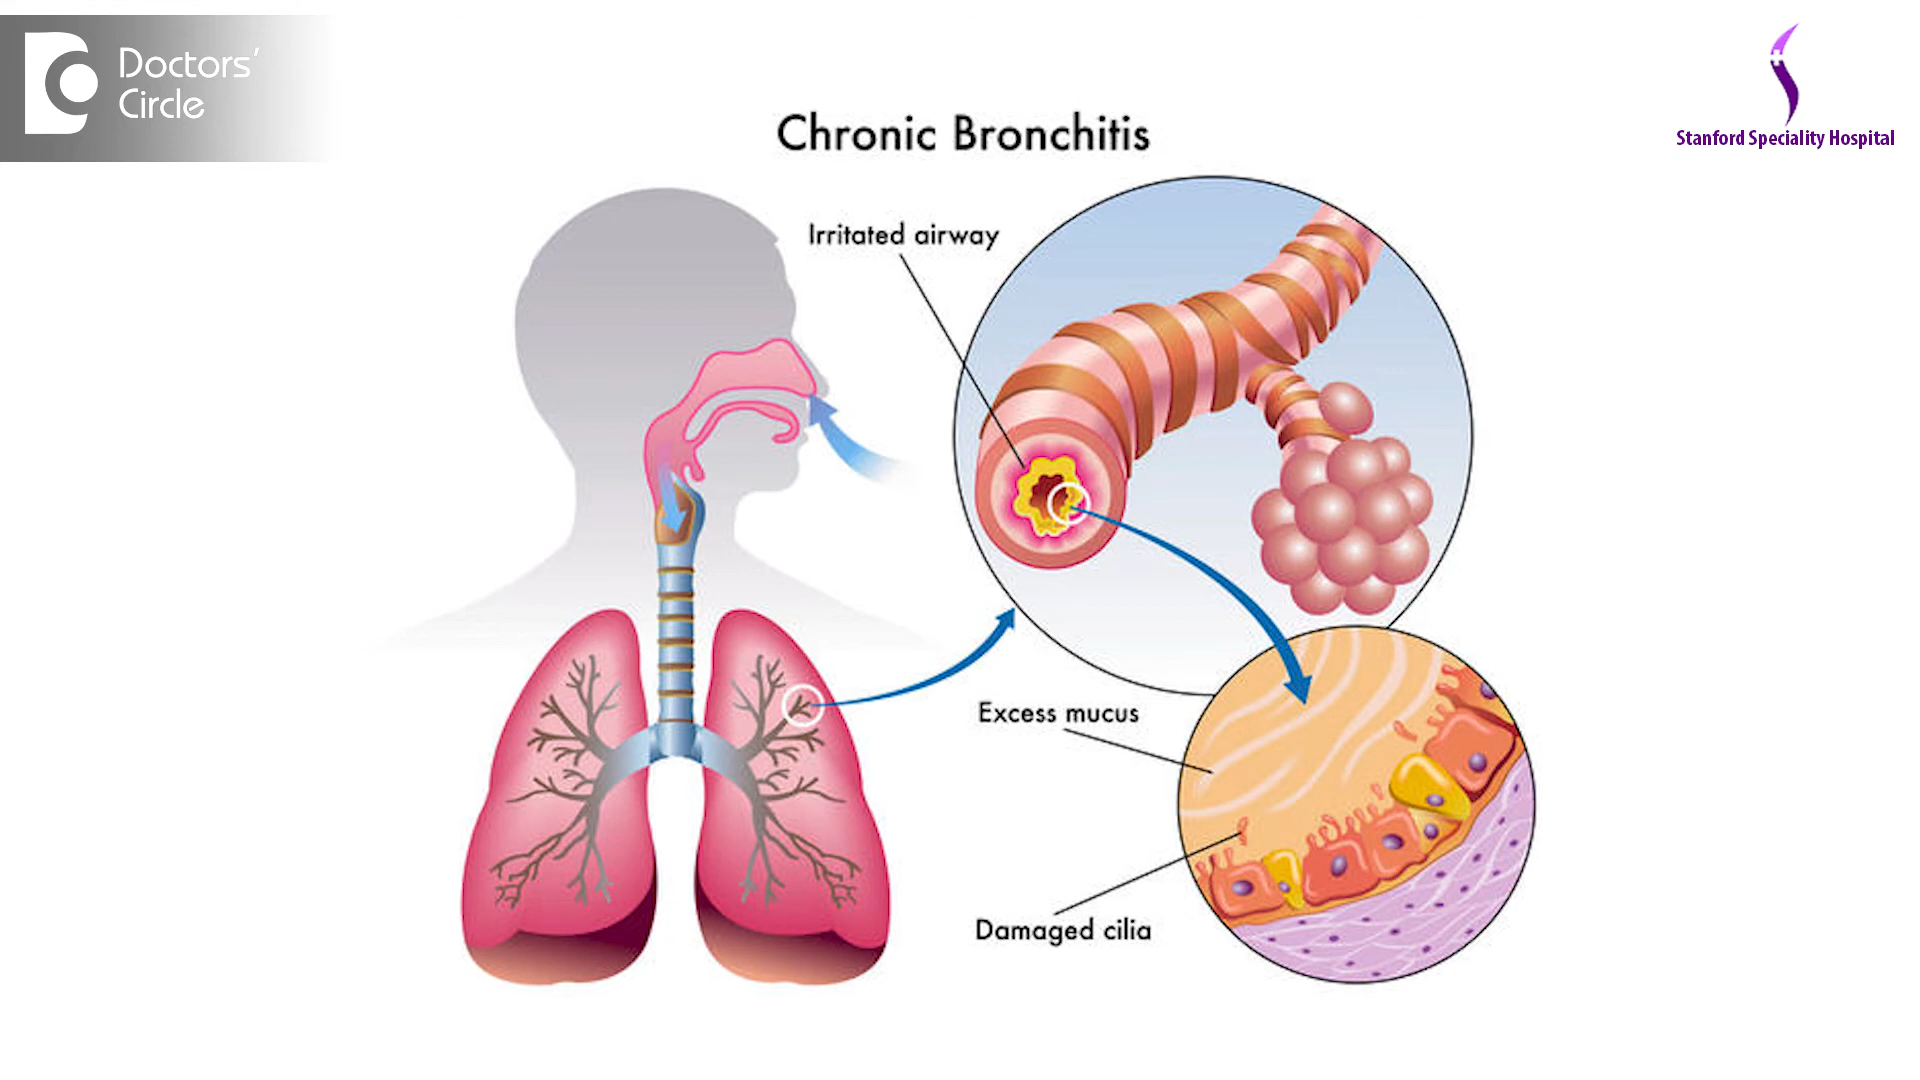 Doctors'
Circle
Stanford Speciality Hospital
Chronic Bronchitis
Irritated airway
Excess mucus
Damaged cilia